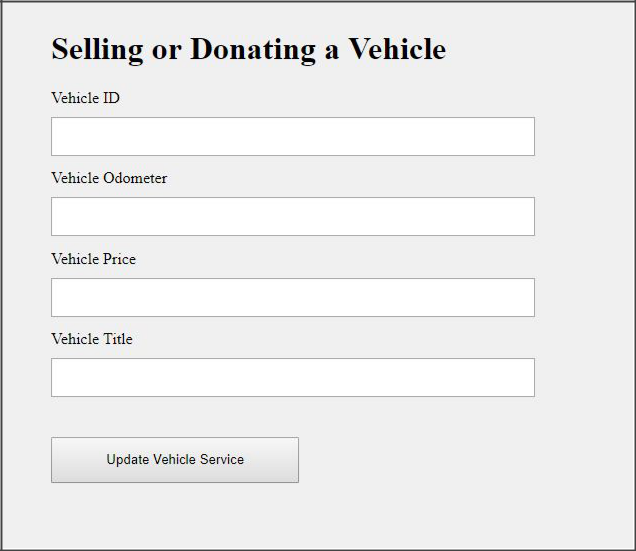 Selling or Donating a Vehicle
Vehicle ID
Vehicle Odometer
Vehicle Price
Vehicle Title
Update Vehicle Service